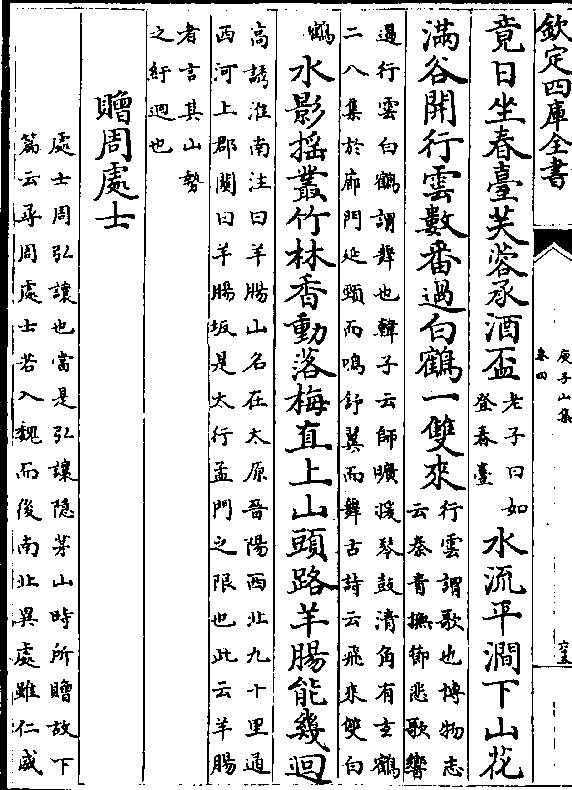 欽定四庫全書
庾子山集
卷四
竟日坐春臺芙蓉承酒盃
老子曰如
登春臺
水流平澗下山花
滿谷開行雲數番過白鶴一雙來
行雲謂歌也博物志
云秦青撫節悲歌響
遏行雲白鶴謂舞也韓子云師曠援琴鼓清角有玄鶴
二八集於廊門延頸而鳴舒翼而舞古詩云飛來雙白
鶴
水影揺叢竹林香動落梅直上山頭路羊腸能幾迴
高誘淮南注曰羊腸山名在太原晉陽西北九十里通
西河上郡關曰羊腸坂是太行孟門之限也此云羊腸
者言其山勢
之紆迴也
贈周處士
處士周弘讓也當是弘讓隠茅山時所贈故下
篇云尋周處士若入魏而後南北異處雖仁威